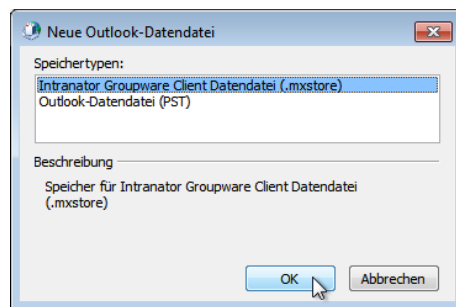 Neue Outlook-Datendatei
Speichertypen:
Intranator Groupware Client Datendatei (.mxstore)
Outlook-Datendatei (PST)
Beschreibung
Speicher für Intranator Groupware Client Datendatei
(.mxstore)
OK Abbrechen